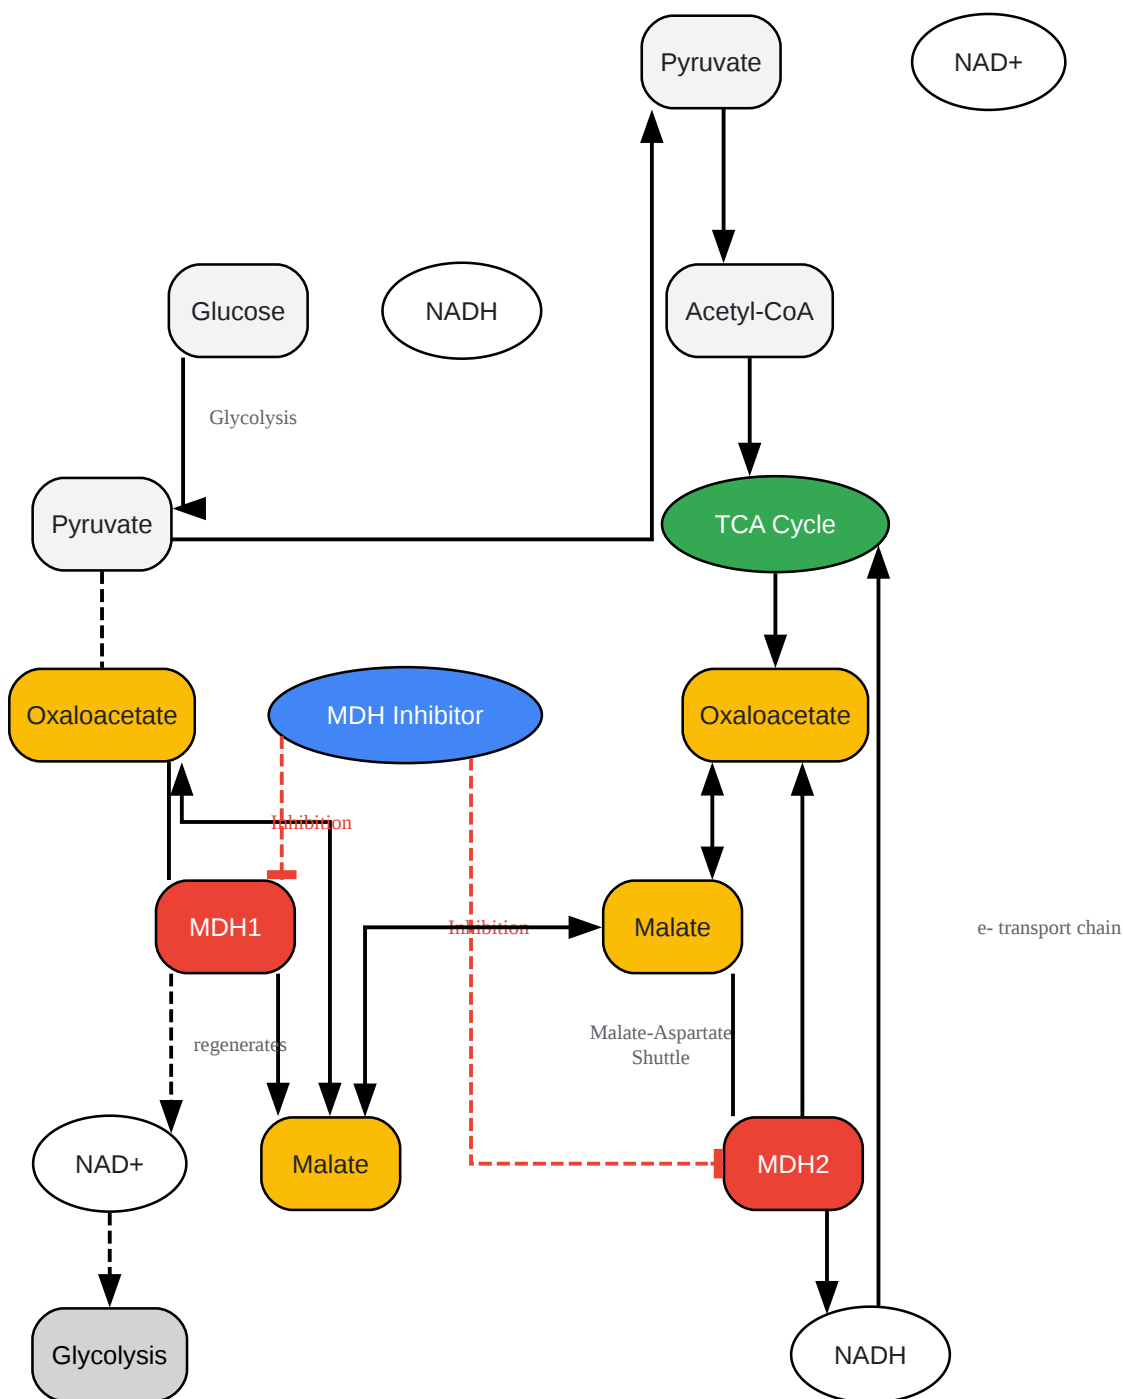 Pyruvate
NAD+
Glucose
NADH
Acetyl-CoA
Glycolysis
Pyruvate
TCA Cycle
Oxaloacetate
MDH Inhibitor
Oxaloacetate
Inhibition
MDH1
Inhibition
Malate
e- transport chain
regenerates
Malate-Aspartate
Shuttle
NAD+
Malate
MDH2
Glycolysis
NADH